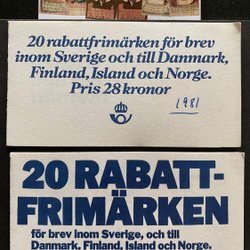 20 rabattfrimärken för brev
inom Sverige och till Danmark,
Finland, Island och Norge.
Pris 28 kronor
1981
20 RABATT-
FRIMÄRKEN
för brev inom Sverige, och till
Danmark, Finland, Island och Norge.